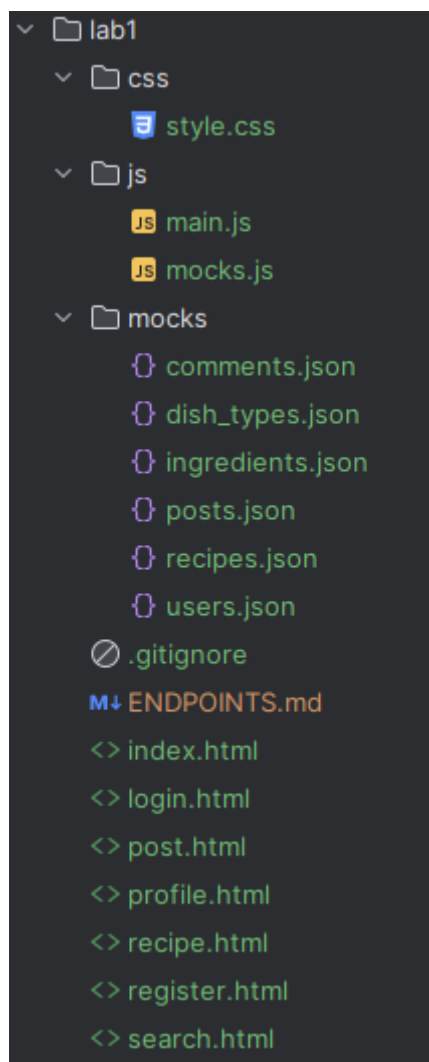 lab1
css
style.css
js
JS main.js
JS mocks.js
mocks
{} comments.json
{} dish_types.json
{} ingredients.json
{} posts.json
{} recipes.json
{} users.json
.gitignore
M↓ ENDPOINTS.md
<> index.html
<> login.html
<> post.html
<> profile.html
<> recipe.html
<> register.html
<> search.html